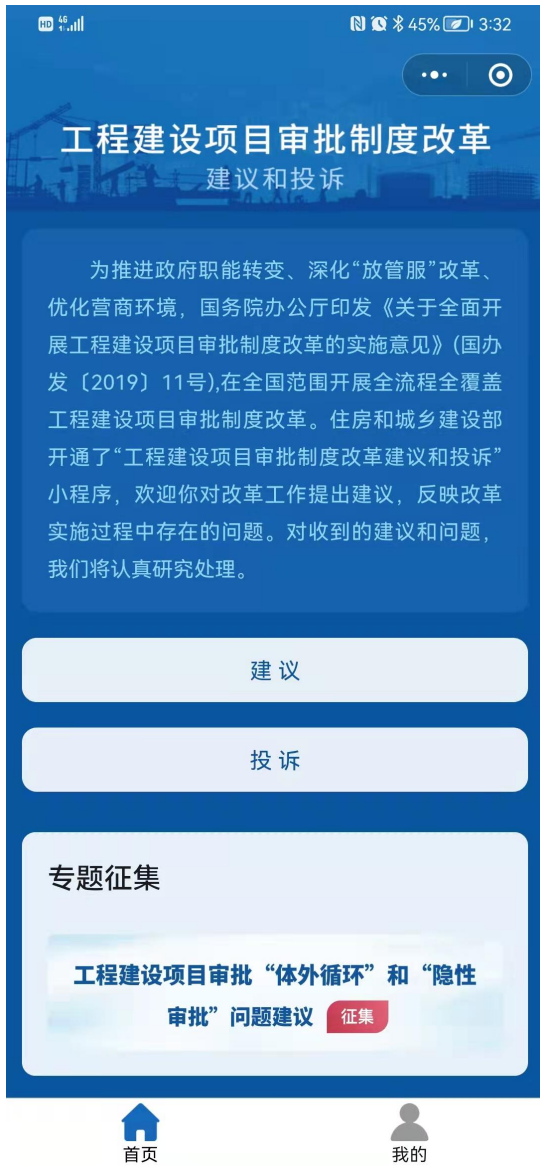 HD 4G 45% 3:32
工程建设项目审批制度改革
建议和投诉
为推进政府职能转变、深化“放管服”改革、
优化营商环境，国务院办公厅印发《关于全面开
展工程建设项目审批制度改革的实施意见》(国办
发〔2019〕11号),在全国范围开展全流程全覆盖
工程建设项目审批制度改革。住房和城乡建设部
开通了“工程建设项目审批制度改革建议和投诉”
小程序，欢迎你对改革工作提出建议，反映改革
实施过程中存在的问题。对收到的建议和问题，
我们将认真研究处理。
建议
投诉
专题征集
工程建设项目审批“体外循环”和“隐性
审批”问题建议 征集
首页 我的